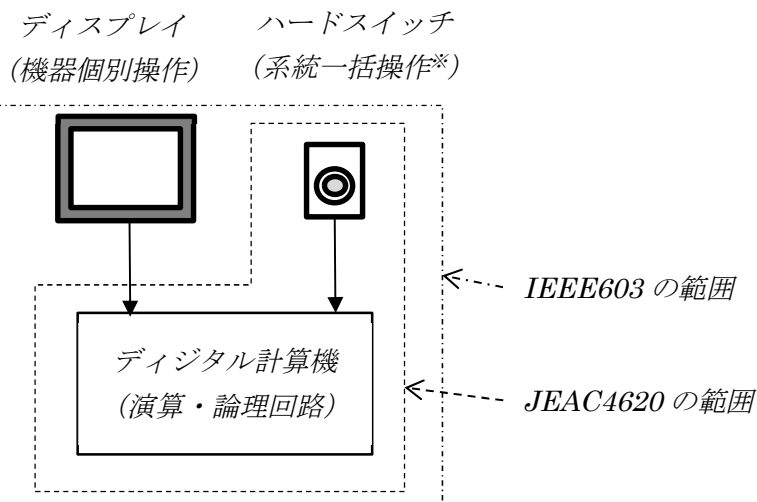 ディスプレイ
(機器個別操作)
ハードスイッチ
(系統一括操作※)
IEEE603 の範囲
ディジタル計算機
(演算・論理回路)
JEAC4620 の範囲